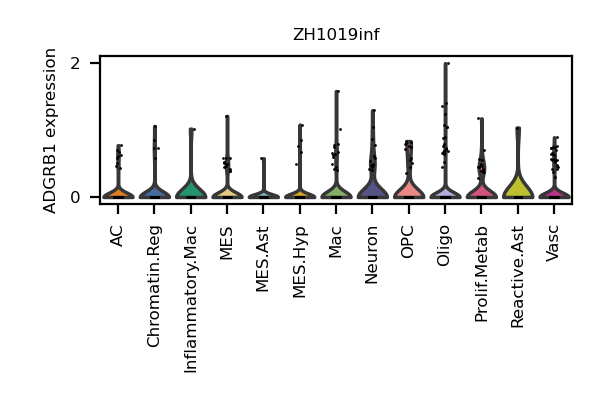 ZH1019inf
ADGRB1 expression
2
0
AC
Chromatin.Reg
Inflammatory.Mac
MES
MES.Ast
MES.Hyp
Mac
Neuron
OPC
Oligo
Prolif.Metab
Reactive.Ast
Vasc